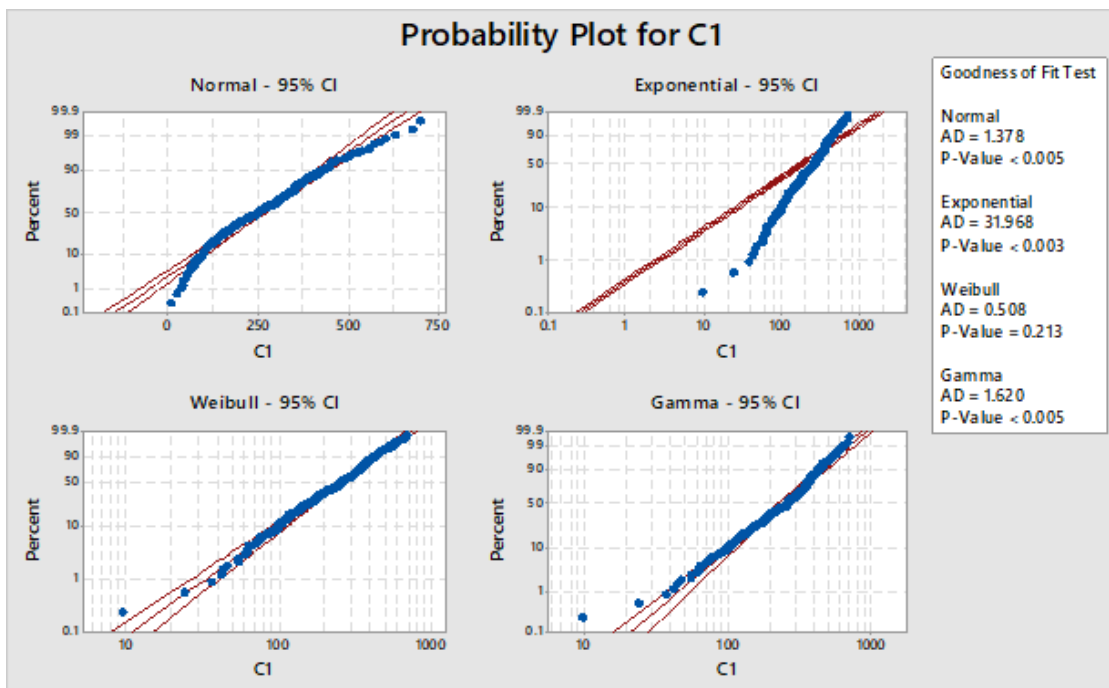 Probability Plot for C1
Normal - 95% CI
99.9
99
90
50
10
1
0.1
Percent
0
250
500
750
C1
Exponential - 95% CI
99.9
90
50
10
1
0.1
Percent
0.1
1
10
100
1000
C1
Weibull - 95% CI
99.9
90
50
10
1
0.1
Percent
10
100
1000
C1
Gamma - 95% CI
99.9
99
90
50
10
1
0.1
Percent
10
100
1000
C1
Goodness of Fit Test
Normal
AD = 1.378
P-Value < 0.005
Exponential
AD = 31.968
P-Value < 0.003
Weibull
AD = 0.508
P-Value = 0.213
Gamma
AD = 1.620
P-Value < 0.005